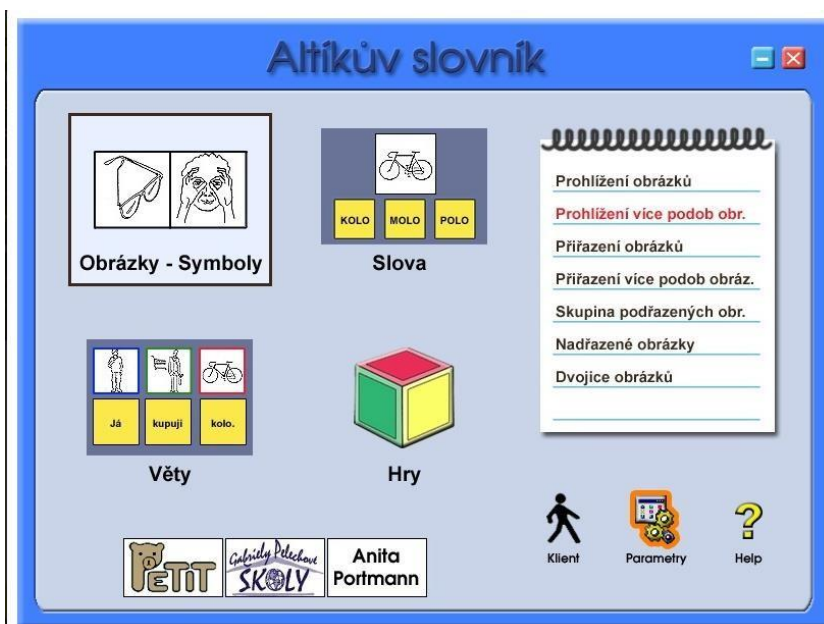 Altíkův slovník
Obrázky - Symboly
KOLO MOLO POLO
Slova
Já kupuji kolo.
Věty
Hry
Prohlížení obrázků
Prohlížení více podob obr.
Přiřazení obrázků
Přiřazení více podob obráz.
Skupina podřazených obr.
Nadřazené obrázky
Dvojice obrázků
PETIT
Gabriely Pelechové
ŠKOLY
Anita
Portmann
Klient
Parametry
Help
?